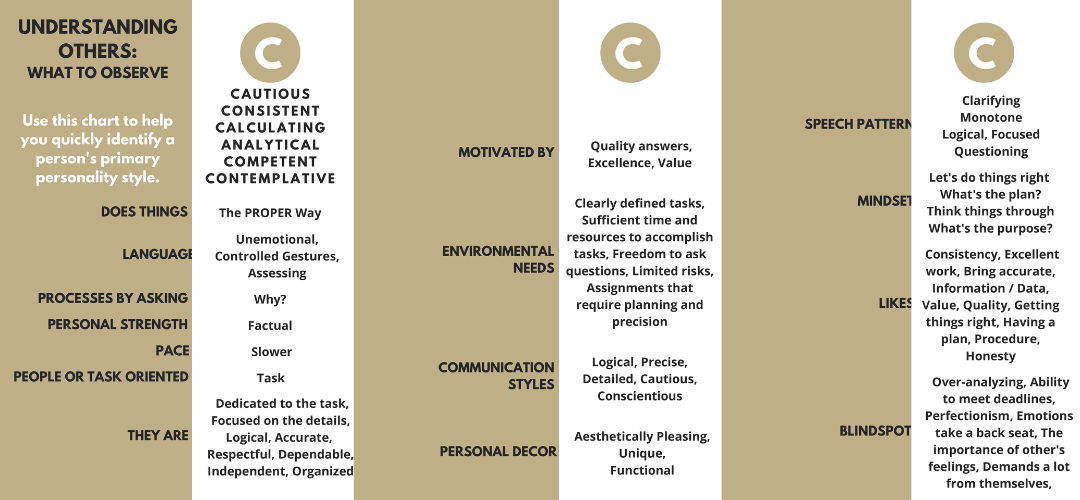 UNDERSTANDING
OTHERS:
WHAT TO OBSERVE
Use this chart to help
you quickly identify a
person's primary
personality style.
C
CAUTIOUS
CONSISTENT
CALCULATING
ANALYTICAL
COMPETENT
CONTEMPLATIVE
DOES THINGS
The PROPER Way
LANGUAGE
Unemotional,
Controlled Gestures,
Assessing
PROCESSES BY ASKING
Why?
PERSONAL STRENGTH
Factual
PACE
Slower
PEOPLE OR TASK ORIENTED
Task
THEY ARE
Dedicated to the task,
Focused on the details,
Logical, Accurate,
Respectful, Dependable,
Independent, Organized
C
MOTIVATED BY
Quality answers,
Excellence, Value
ENVIRONMENTAL
NEEDS
Clearly defined tasks,
Sufficient time and
resources to accomplish
tasks, Freedom to ask
questions, Limited risks,
Assignments that
require planning and
precision
COMMUNICATION
STYLES
Logical, Precise,
Detailed, Cautious,
Conscientious
PERSONAL DECOR
Aesthetically Pleasing,
Unique,
Functional
C
SPEECH PATTERN
Clarifying
Monotone
Logical, Focused
Questioning
MINDSET
Let's do things right
What's the plan?
Think things through
What's the purpose?
LIKES
Consistency, Excellent
work, Bring accurate,
Information / Data,
Value, Quality, Getting
things right, Having a
plan, Procedure,
Honesty
BLINDSPOT
Over-analyzing, Ability
to meet deadlines,
Perfectionism, Emotions
take a back seat, The
importance of other's
feelings, Demands a lot
from themselves,